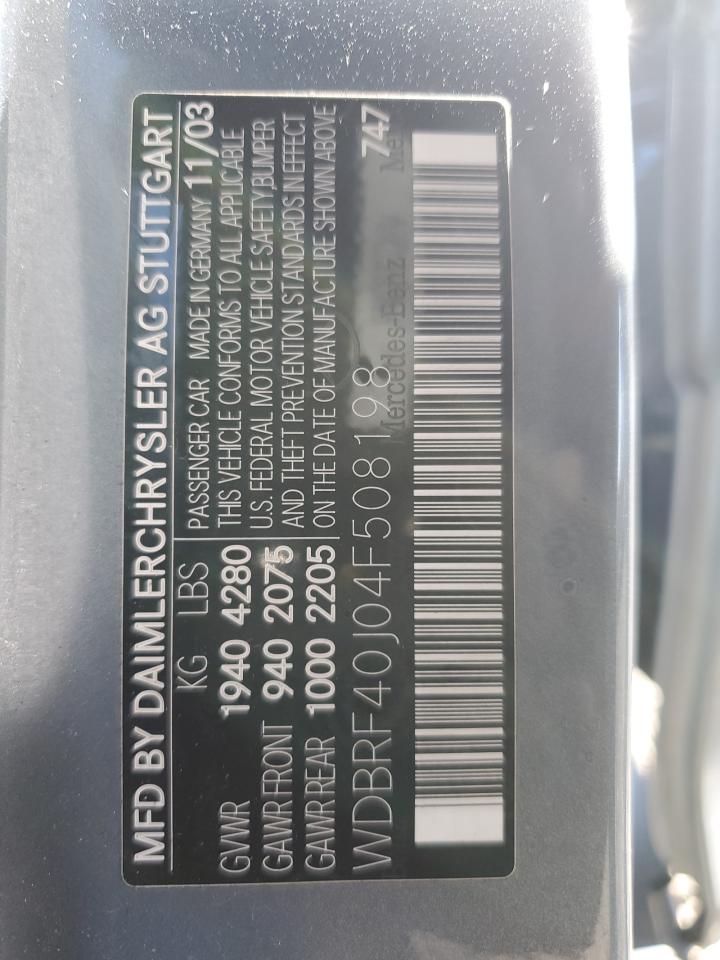 MFD BY DAIMLERCHRYSLER AG STUTTGART
KG LBS
GVWR 1940 4280
GAWR FRONT 940 2075
GAWR REAR 1000 2205
PASSENGER CAR MADE IN GERMANY 11/03
THIS VEHICLE CONFORMS TO ALL APPLICABLE
U.S. FEDERAL MOTOR VEHICLE SAFETY,BUMPER
AND THEFT PREVENTION STANDARDS IN EFFECT
ON THE DATE OF MANUFACTURE SHOWN ABOVE
WDBRF40J04F508198 747
Mercedes-Benz